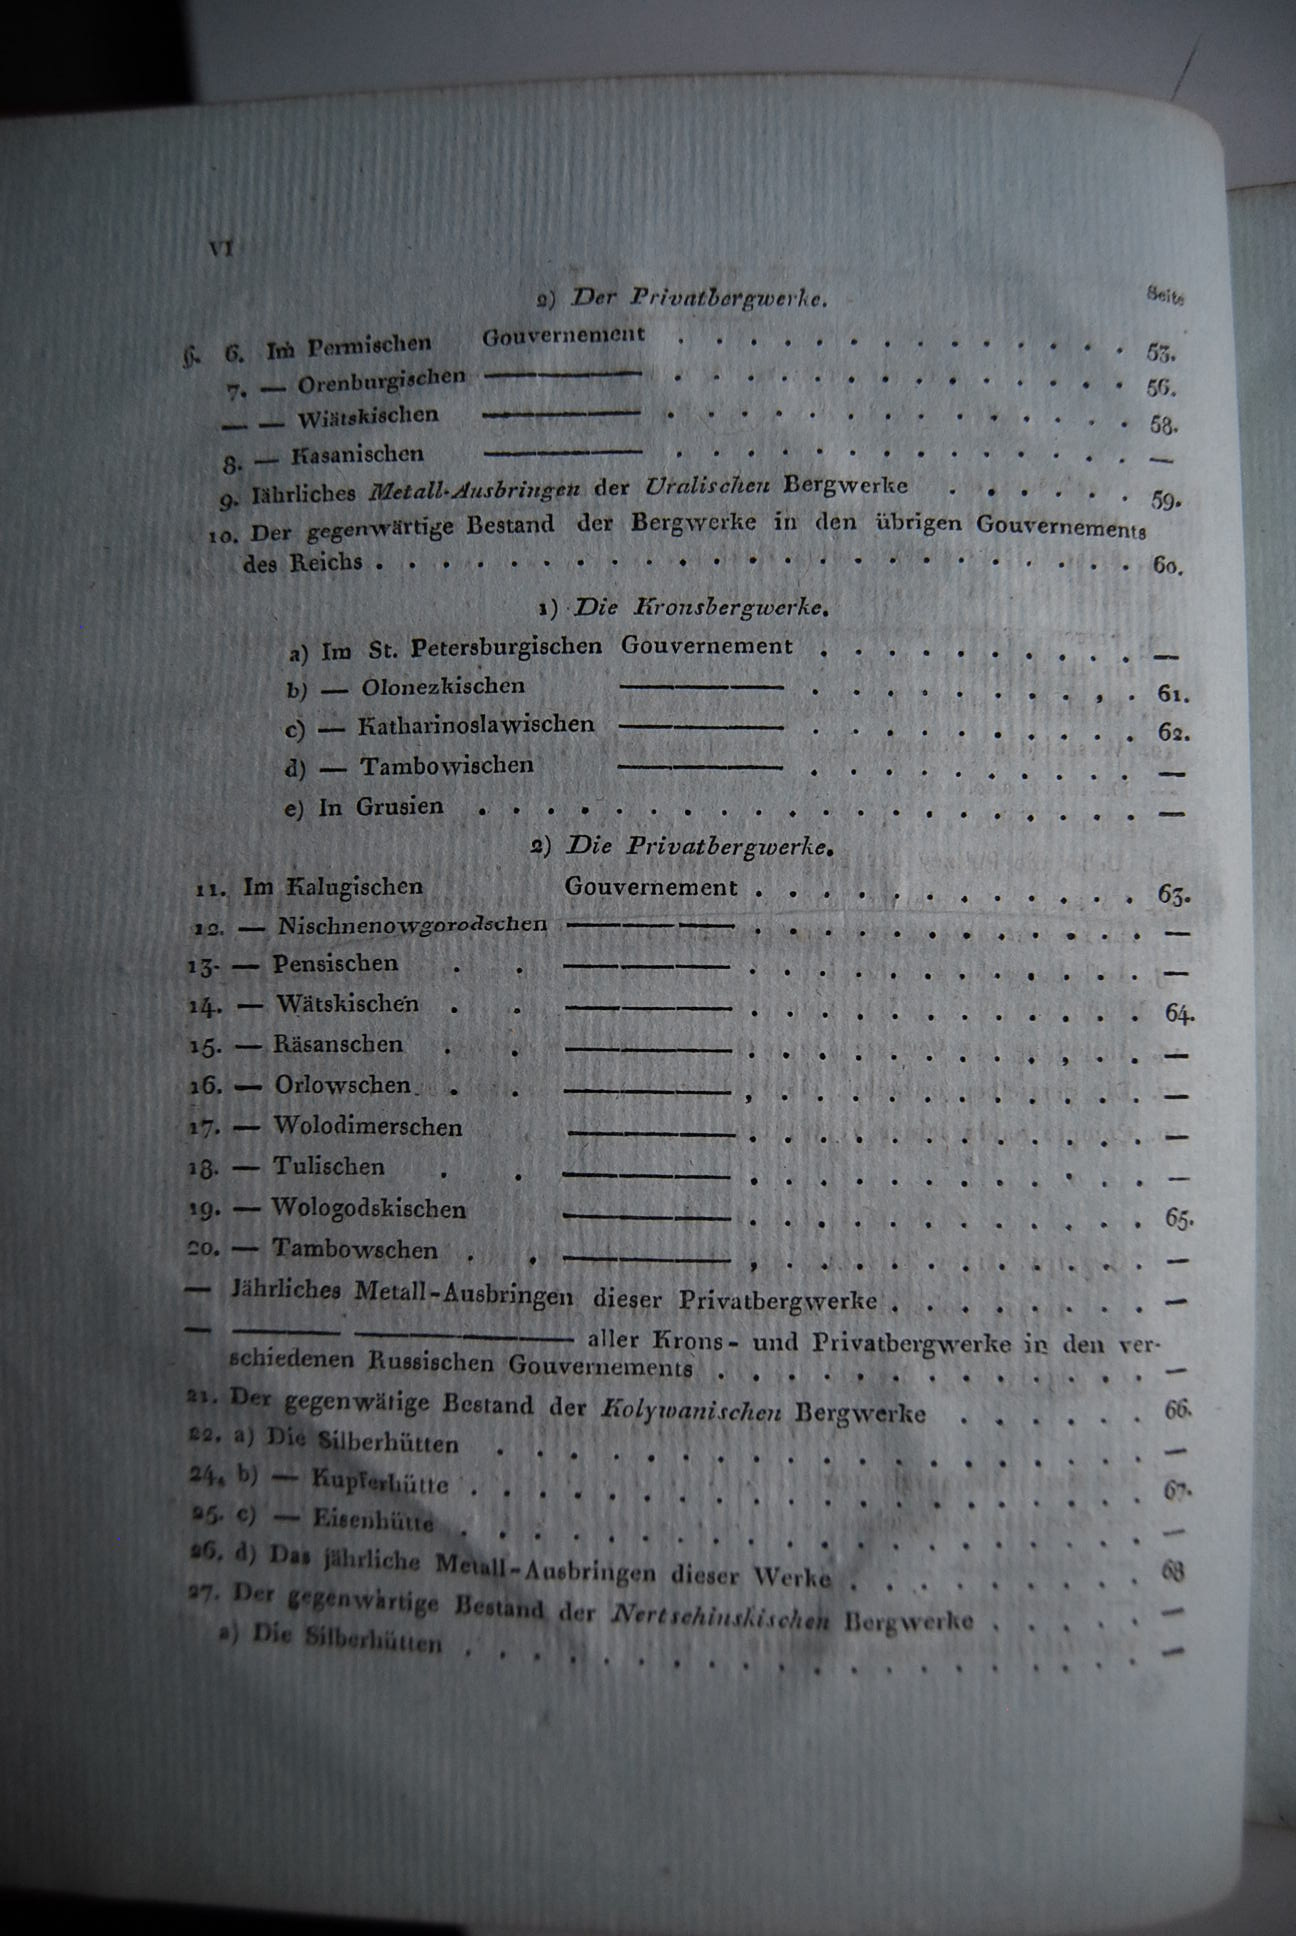 VI
2) Der Privatbergwerke. Seite
§. 6. Im Permischen Gouvernement . . . . . . . . . . . . . 53.
7. — Orenburgischen ——— . . . . . . . . . . . . . 56.
— — Wiätskischen ——— . . . . . . . . . . . . . 58.
8. — Kasanischen ——— . . . . . . . . . . . . . —
9. Iährliches Metall-Ausbringen der Uralischen Bergwerke . . . . . . 59.
10. Der gegenwärtige Bestand der Bergwerke in den übrigen Gouvernements
des Reichs . . . . . . . . . . . . . . . . . . . . . . . 60.
1) Die Kronsbergwerke.
a) Im St. Petersburgischen Gouvernement . . . . . . . . . . —
b) — Olonezkischen ——— . . . . . . . . , . 61.
c) — Katharinoslawischen ——— . . . . . . . . . . 62.
d) — Tambowischen ——— . . . . . . . . . . —
e) In Grusien . . . . . . . . . . . . . . . . . . . . —
2) Die Privatbergwerke.
11. Im Kalugischen Gouvernement . . . . . . . . . . . . 63.
12. — Nischnenowgorodschen ——— . . . . . . . . . . . . —
13. — Pensischen . . ——— . . . . . . . . . . . . —
14. — Wätskischen . . ——— . . . . . . . . . . . . 64.
15. — Räsanschen . . ——— . . . . . . . . . , . . —
16. — Orlowschen . . ——— , . . . . . . . . . . . —
17. — Wolodimerschen ——— . . . . . . . . . . . . —
18. — Tulischen . . ——— . . . . . . . . . . . . —
19. — Wologodskischen ——— . . . . . . . . . . . . 65.
20. — Tambowschen . . ——— , . . . . . . . . . . . —
— Jährliches Metall-Ausbringen dieser Privatbergwerke . . . . . . . . —
— ——— ——— aller Krons- und Privatbergwerke in den ver-
schiedenen Russischen Gouvernements . . . . . . . . . . . . . —
21. Der gegenwätige Bestand der Kolywanischen Bergwerke . . . . . . 66.
22. a) Die Silberhütten . . . . . . . . . . . . . . . . . . . —
24. b) — Kupferhütte . . . . . . . . . . . . . . . . . . . . 67.
25. c) — Eisenhütte . . . . . . . . . . . . . . . . . . . . —
26. d) Das jährliche Metall-Ausbringen dieser Werke . . . . . . . . . 68
27. Der gegenwärtige Bestand der Nertschinskischen Bergwerke . . . . . —
a) Die Silberhütten . . . . . . . . . . . . . . . . . . . . —